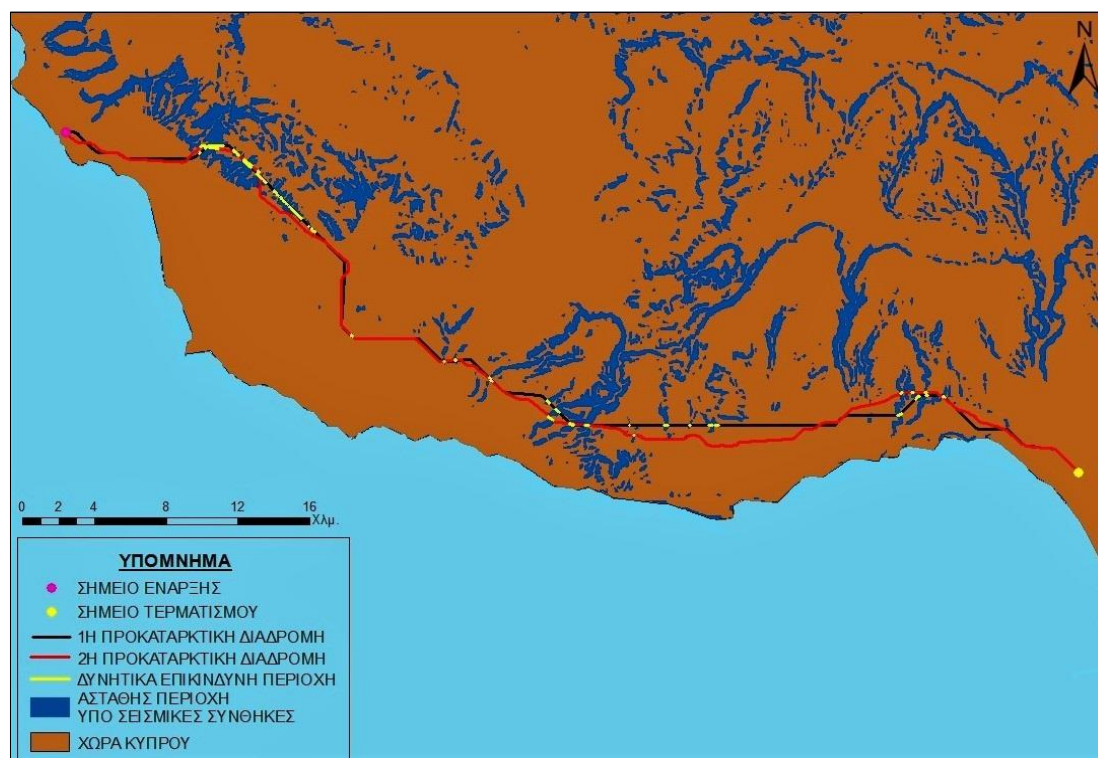 N
0 2 4 8 12 16
Χλμ.
ΥΠΟΜΝΗΜΑ
ΣΗΜΕΙΟ ΕΝΑΡΞΗΣ
ΣΗΜΕΙΟ ΤΕΡΜΑΤΙΣΜΟΥ
1Η ΠΡΟΚΑΤΑΡΚΤΙΚΗ ΔΙΑΔΡΟΜΗ
2Η ΠΡΟΚΑΤΑΡΚΤΙΚΗ ΔΙΑΔΡΟΜΗ
ΔΥΝΗΤΙΚΑ ΕΠΙΚΙΝΔΥΝΗ ΠΕΡΙΟΧΗ
ΑΣΤΑΘΗΣ ΠΕΡΙΟΧΗ
ΥΠΟ ΣΕΙΣΜΙΚΕΣ ΣΥΝΘΗΚΕΣ
ΧΩΡΑ ΚΥΠΡΟΥ